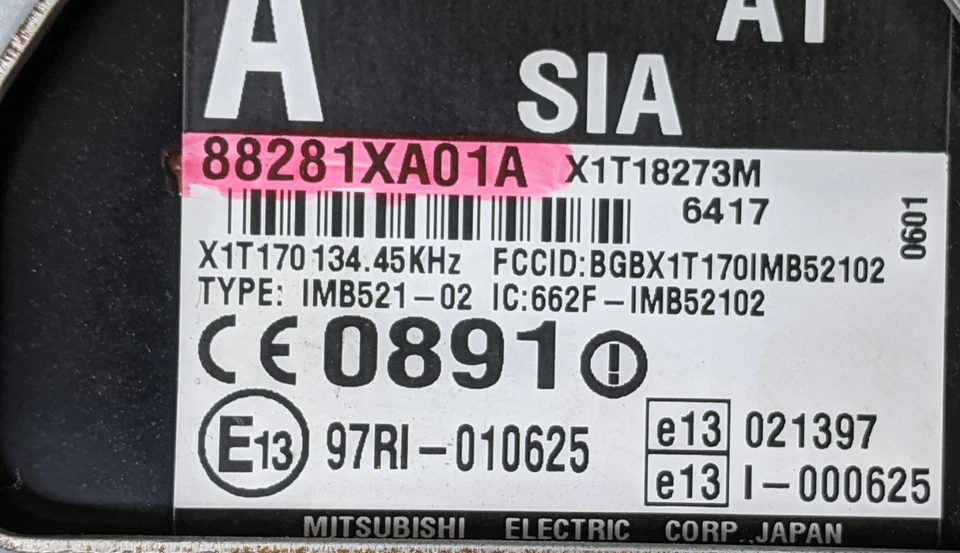 A AT
SIA
88281XA01A X1T18273M
6417
0601
X1T170 134.45KHz FCCID:BGBX1T170IMB52102
TYPE: IMB521-02 IC:662F-IMB52102
CE 0891
E13 97RI-010625
e13 021397
e13 I-000625
MITSUBISHI ELECTRIC CORP. JAPAN